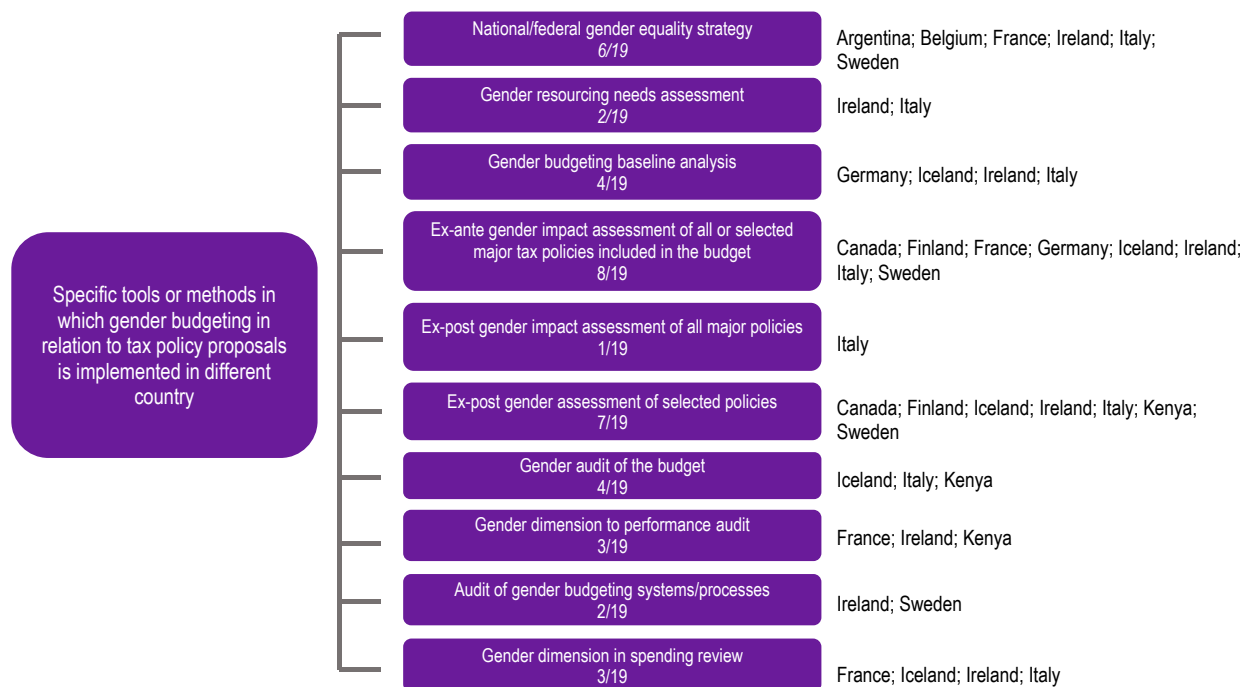 Specific tools or methods in
which gender budgeting in
relation to tax policy proposals
is implemented in different
country
National/federal gender equality strategy
6/19
Argentina; Belgium; France; Ireland; Italy;
Sweden
Gender resourcing needs assessment
2/19
Ireland; Italy
Gender budgeting baseline analysis
4/19
Germany; Iceland; Ireland; Italy
Ex-ante gender impact assessment of all or selected
major tax policies included in the budget
8/19
Canada; Finland; France; Germany; Iceland; Ireland;
Italy; Sweden
Ex-post gender impact assessment of all major policies
1/19
Italy
Ex-post gender assessment of selected policies
7/19
Canada; Finland; Iceland; Ireland; Italy; Kenya;
Sweden
Gender audit of the budget
4/19
Iceland; Italy; Kenya
Gender dimension to performance audit
3/19
France; Ireland; Kenya
Audit of gender budgeting systems/processes
2/19
Ireland; Sweden
Gender dimension in spending review
3/19
France; Iceland; Ireland; Italy